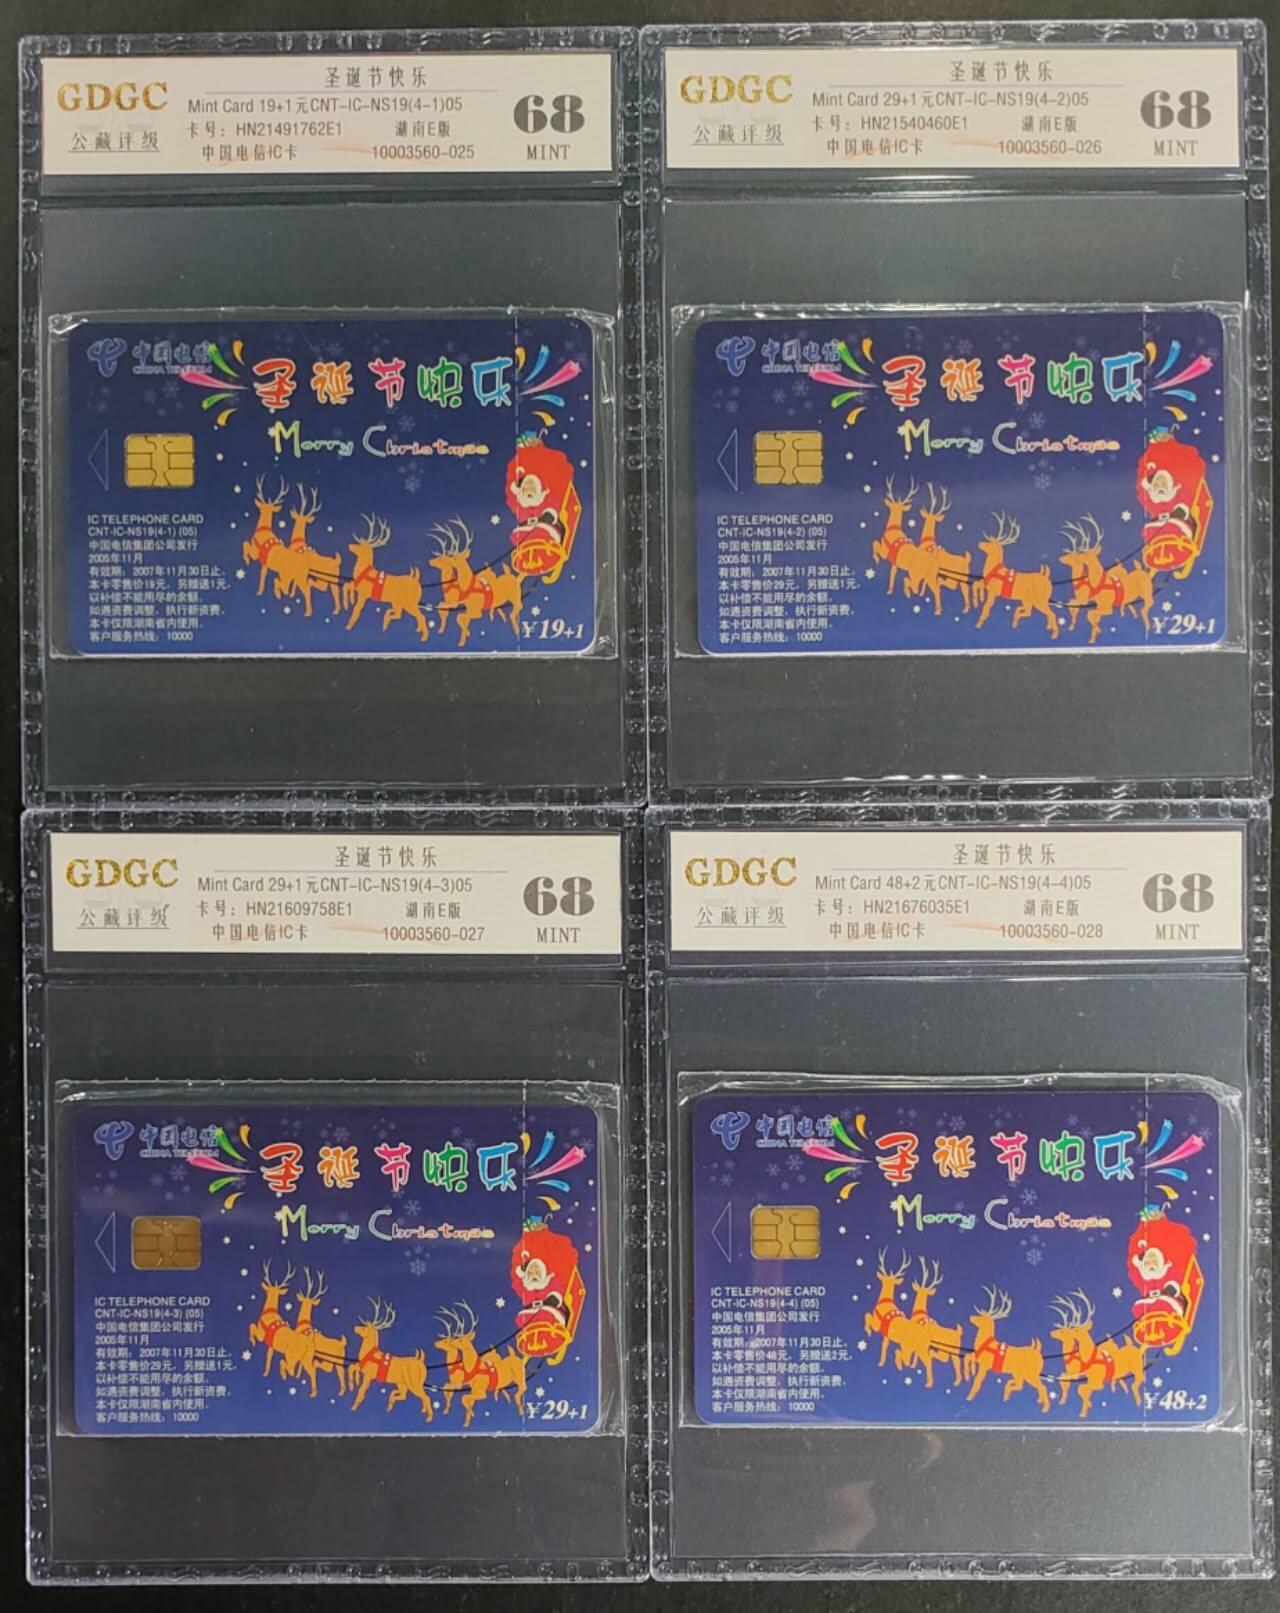 圣诞节快乐
GDGC
Mint Card 19+1元CNT-IC-NS19(4-1)05
68
卡号：HN21491762E1 湖南E版
公藏评级
中国电信IC卡 10003560-025
MINT
中国电信
CHINA TELECOM
圣诞节快乐
Merry Christmas
IC TELEPHONE CARD
CNT-IC-NS19(4-1) (05)
中国电信集团公司发行
2005年11月
有效期：2007年11月30日止。
本卡零售价19元，另赠送1元，
以补偿不能用尽的余额。
如遇资费调整，执行新资费。
本卡仅限湖南省内使用。
客户服务热线：10000
¥19+1
圣诞节快乐
GDGC
Mint Card 29+1元CNT-IC-NS19(4-2)05
68
卡号：HN21540460E1 湖南E版
公藏评级
中国电信IC卡 10003560-026
MINT
中国电信
CHINA TELECOM
圣诞节快乐
Merry Christmas
IC TELEPHONE CARD
CNT-IC-NS19(4-2) (05)
中国电信集团公司发行
2005年11月
有效期：2007年11月30日止。
本卡零售价29元，另赠送1元，
以补偿不能用尽的余额。
如遇资费调整，执行新资费。
本卡仅限湖南省内使用。
客户服务热线：10000
¥29+1
圣诞节快乐
GDGC
Mint Card 29+1元CNT-IC-NS19(4-3)05
68
卡号：HN21609758E1 湖南E版
公藏评级
中国电信IC卡 10003560-027
MINT
中国电信
CHINA TELECOM
圣诞节快乐
Merry Christmas
IC TELEPHONE CARD
CNT-IC-NS19(4-3) (05)
中国电信集团公司发行
2005年11月
有效期：2007年11月30日止。
本卡零售价29元，另赠送1元，
以补偿不能用尽的余额。
如遇资费调整，执行新资费。
本卡仅限湖南省内使用。
客户服务热线：10000
¥29+1
圣诞节快乐
GDGC
Mint Card 48+2元CNT-IC-NS19(4-4)05
68
卡号：HN21676035E1 湖南E版
公藏评级
中国电信IC卡 10003560-028
MINT
中国电信
CHINA TELECOM
圣诞节快乐
Merry Christmas
IC TELEPHONE CARD
CNT-IC-NS19(4-4) (05)
中国电信集团公司发行
2005年11月
有效期：2007年11月30日止。
本卡零售价48元，另赠送2元，
以补偿不能用尽的余额。
如遇资费调整，执行新资费。
本卡仅限湖南省内使用。
客户服务热线：10000
¥48+2